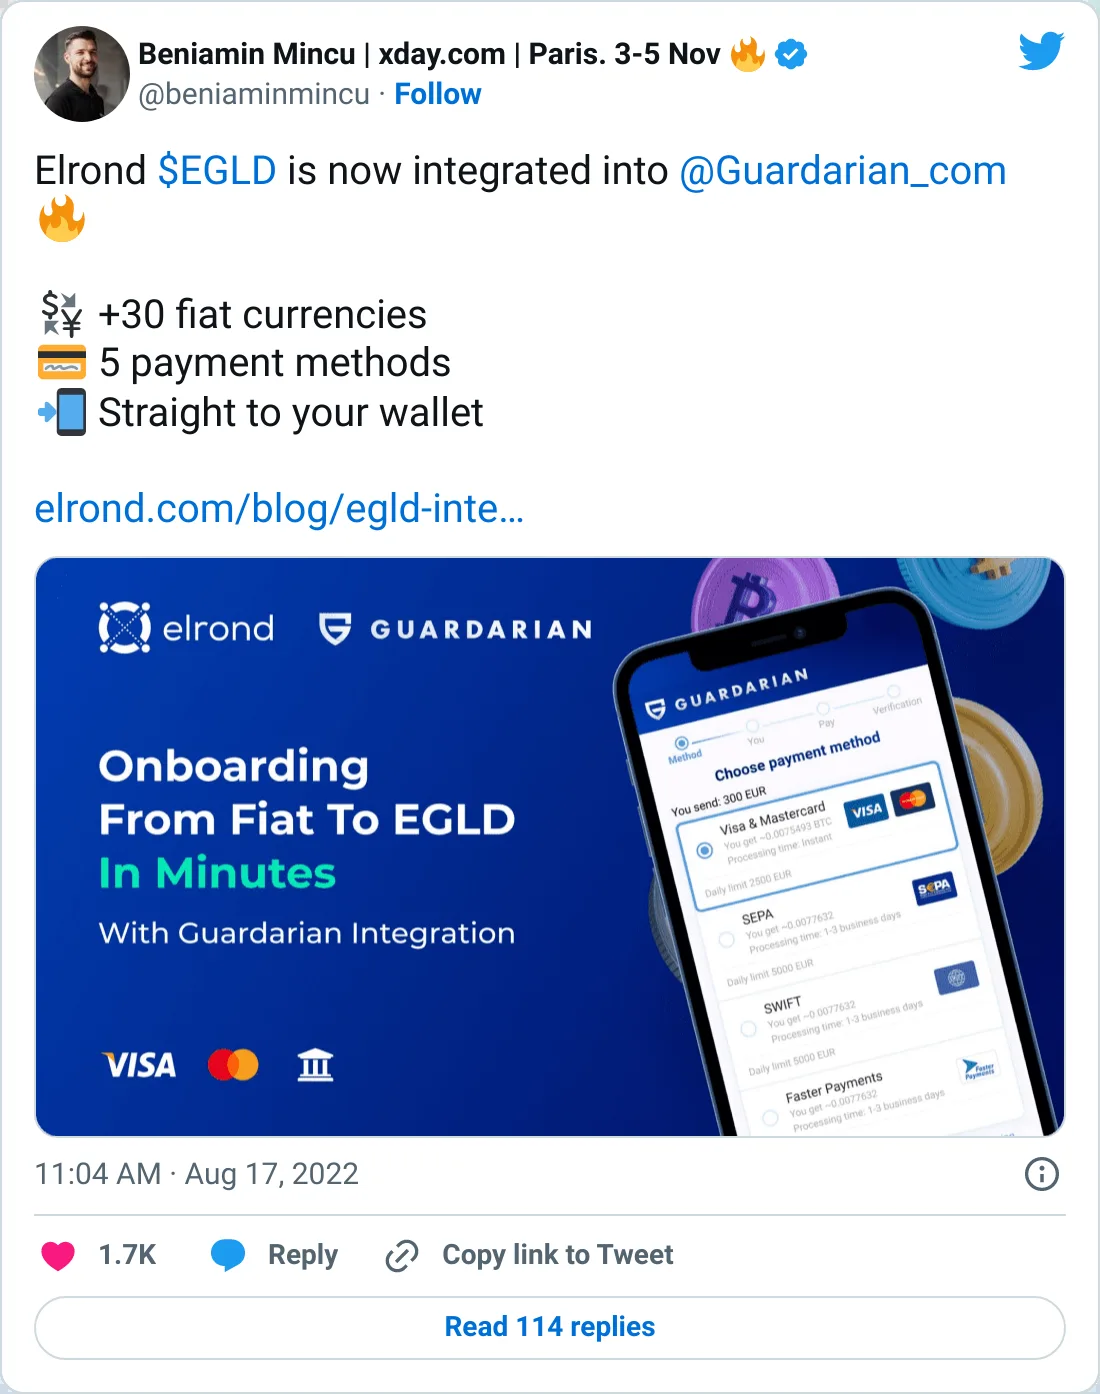 Beniamin Mincu | xday.com | Paris. 3-5 Nov 🔥
@beniaminmincu · Follow
Elrond $EGLD is now integrated into @Guardarian_com
🔥
💱 +30 fiat currencies
💳 5 payment methods
📲 Straight to your wallet
elrond.com/blog/egld-inte…
elrond GUARDARIAN
Onboarding
From Fiat To EGLD
In Minutes
With Guardarian Integration
VISA
GUARDARIAN
Method You Pay Verification
Choose payment method
You send: 300 EUR
Visa & Mastercard
You get ~0.0075493 BTC
Processing time: Instant
Daily limit 2500 EUR
VISA
SEPA
You get ~0.0077632
Processing time: 1-3 business days
Daily limit 5000 EUR
SEPA
SWIFT
You get ~0.0077632
Processing time: 1-3 business days
Daily limit 5000 EUR
Faster Payments
You get ~0.0077632
Processing time: 1-3 business days
Faster
Payments
11:04 AM · Aug 17, 2022
1.7K Reply Copy link to Tweet
Read 114 replies